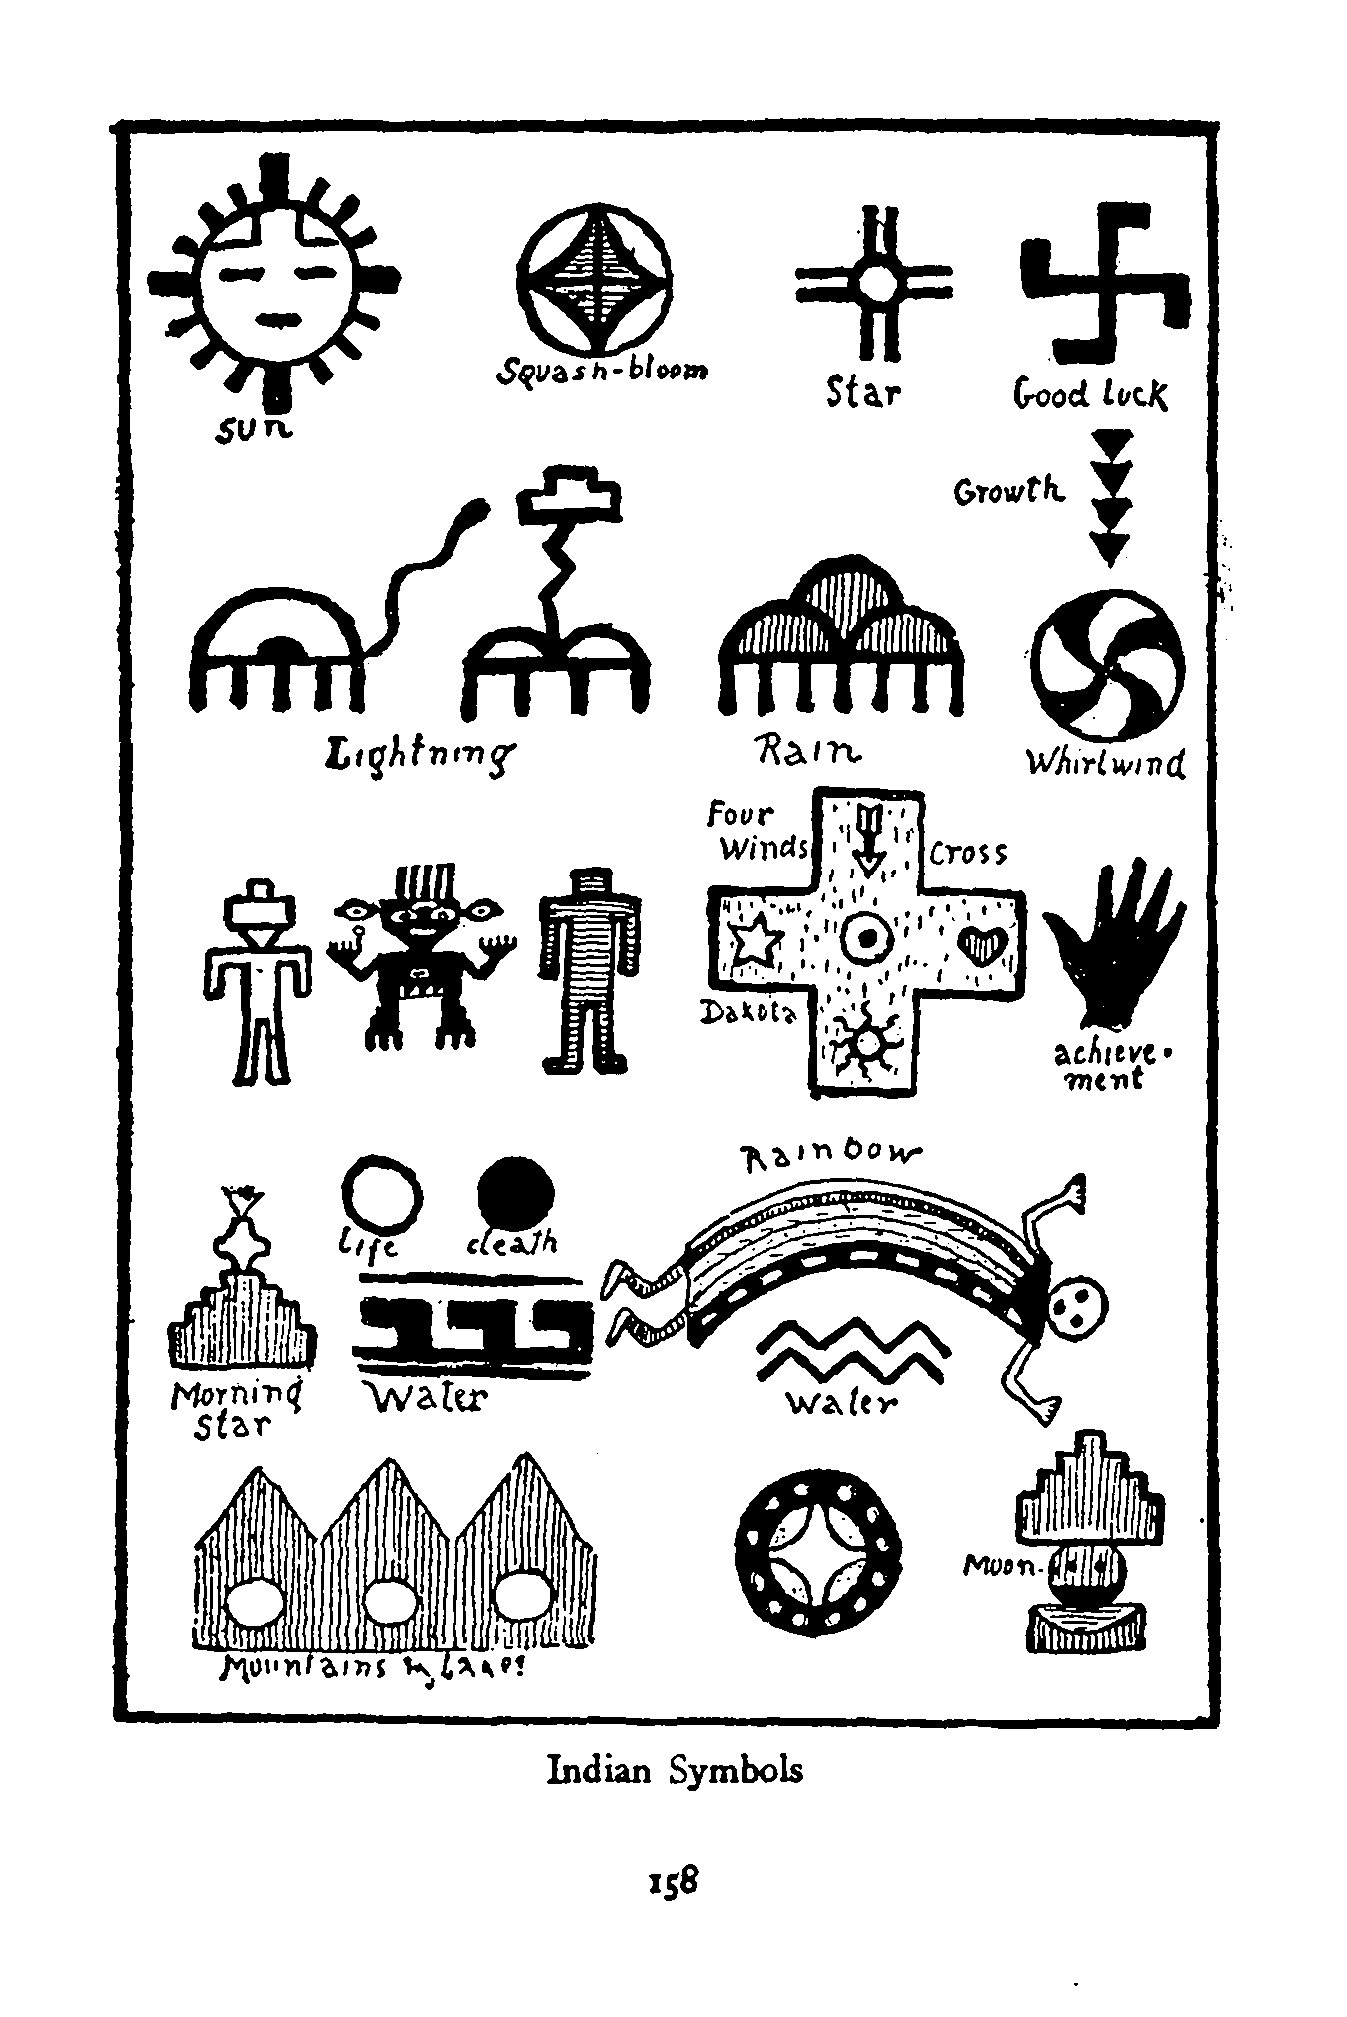 Sun
Squash-bloom
Star
Good luck
Growth
Lightning
Rain
Whirlwind
Four
Winds
Cross
Dakota
achieve-
ment
Rainbow
life
death
Morning
Star
Water
Water
Mountains
Moon-
Indian Symbols
158